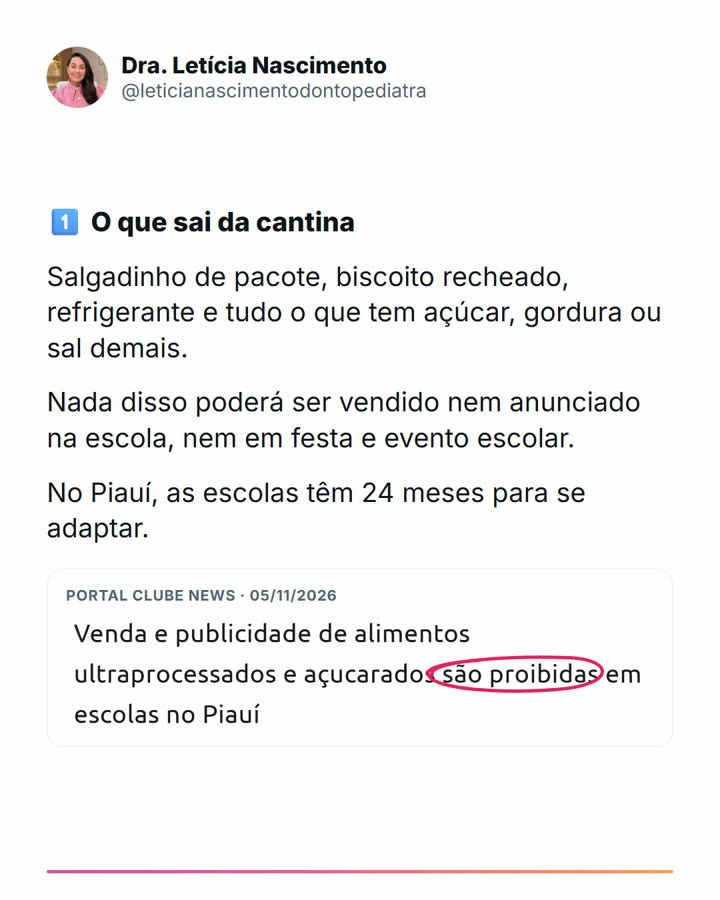 Dra. Letícia Nascimento
@leticianascimentodontopediatra
1 O que sai da cantina
Salgadinho de pacote, biscoito recheado,
refrigerante e tudo o que tem açúcar, gordura ou
sal demais.
Nada disso poderá ser vendido nem anunciado
na escola, nem em festa e evento escolar.
No Piauí, as escolas têm 24 meses para se
adaptar.
PORTAL CLUBE NEWS · 05/11/2026
Venda e publicidade de alimentos
ultraprocessados e açucarados são proibidas em
escolas no Piauí